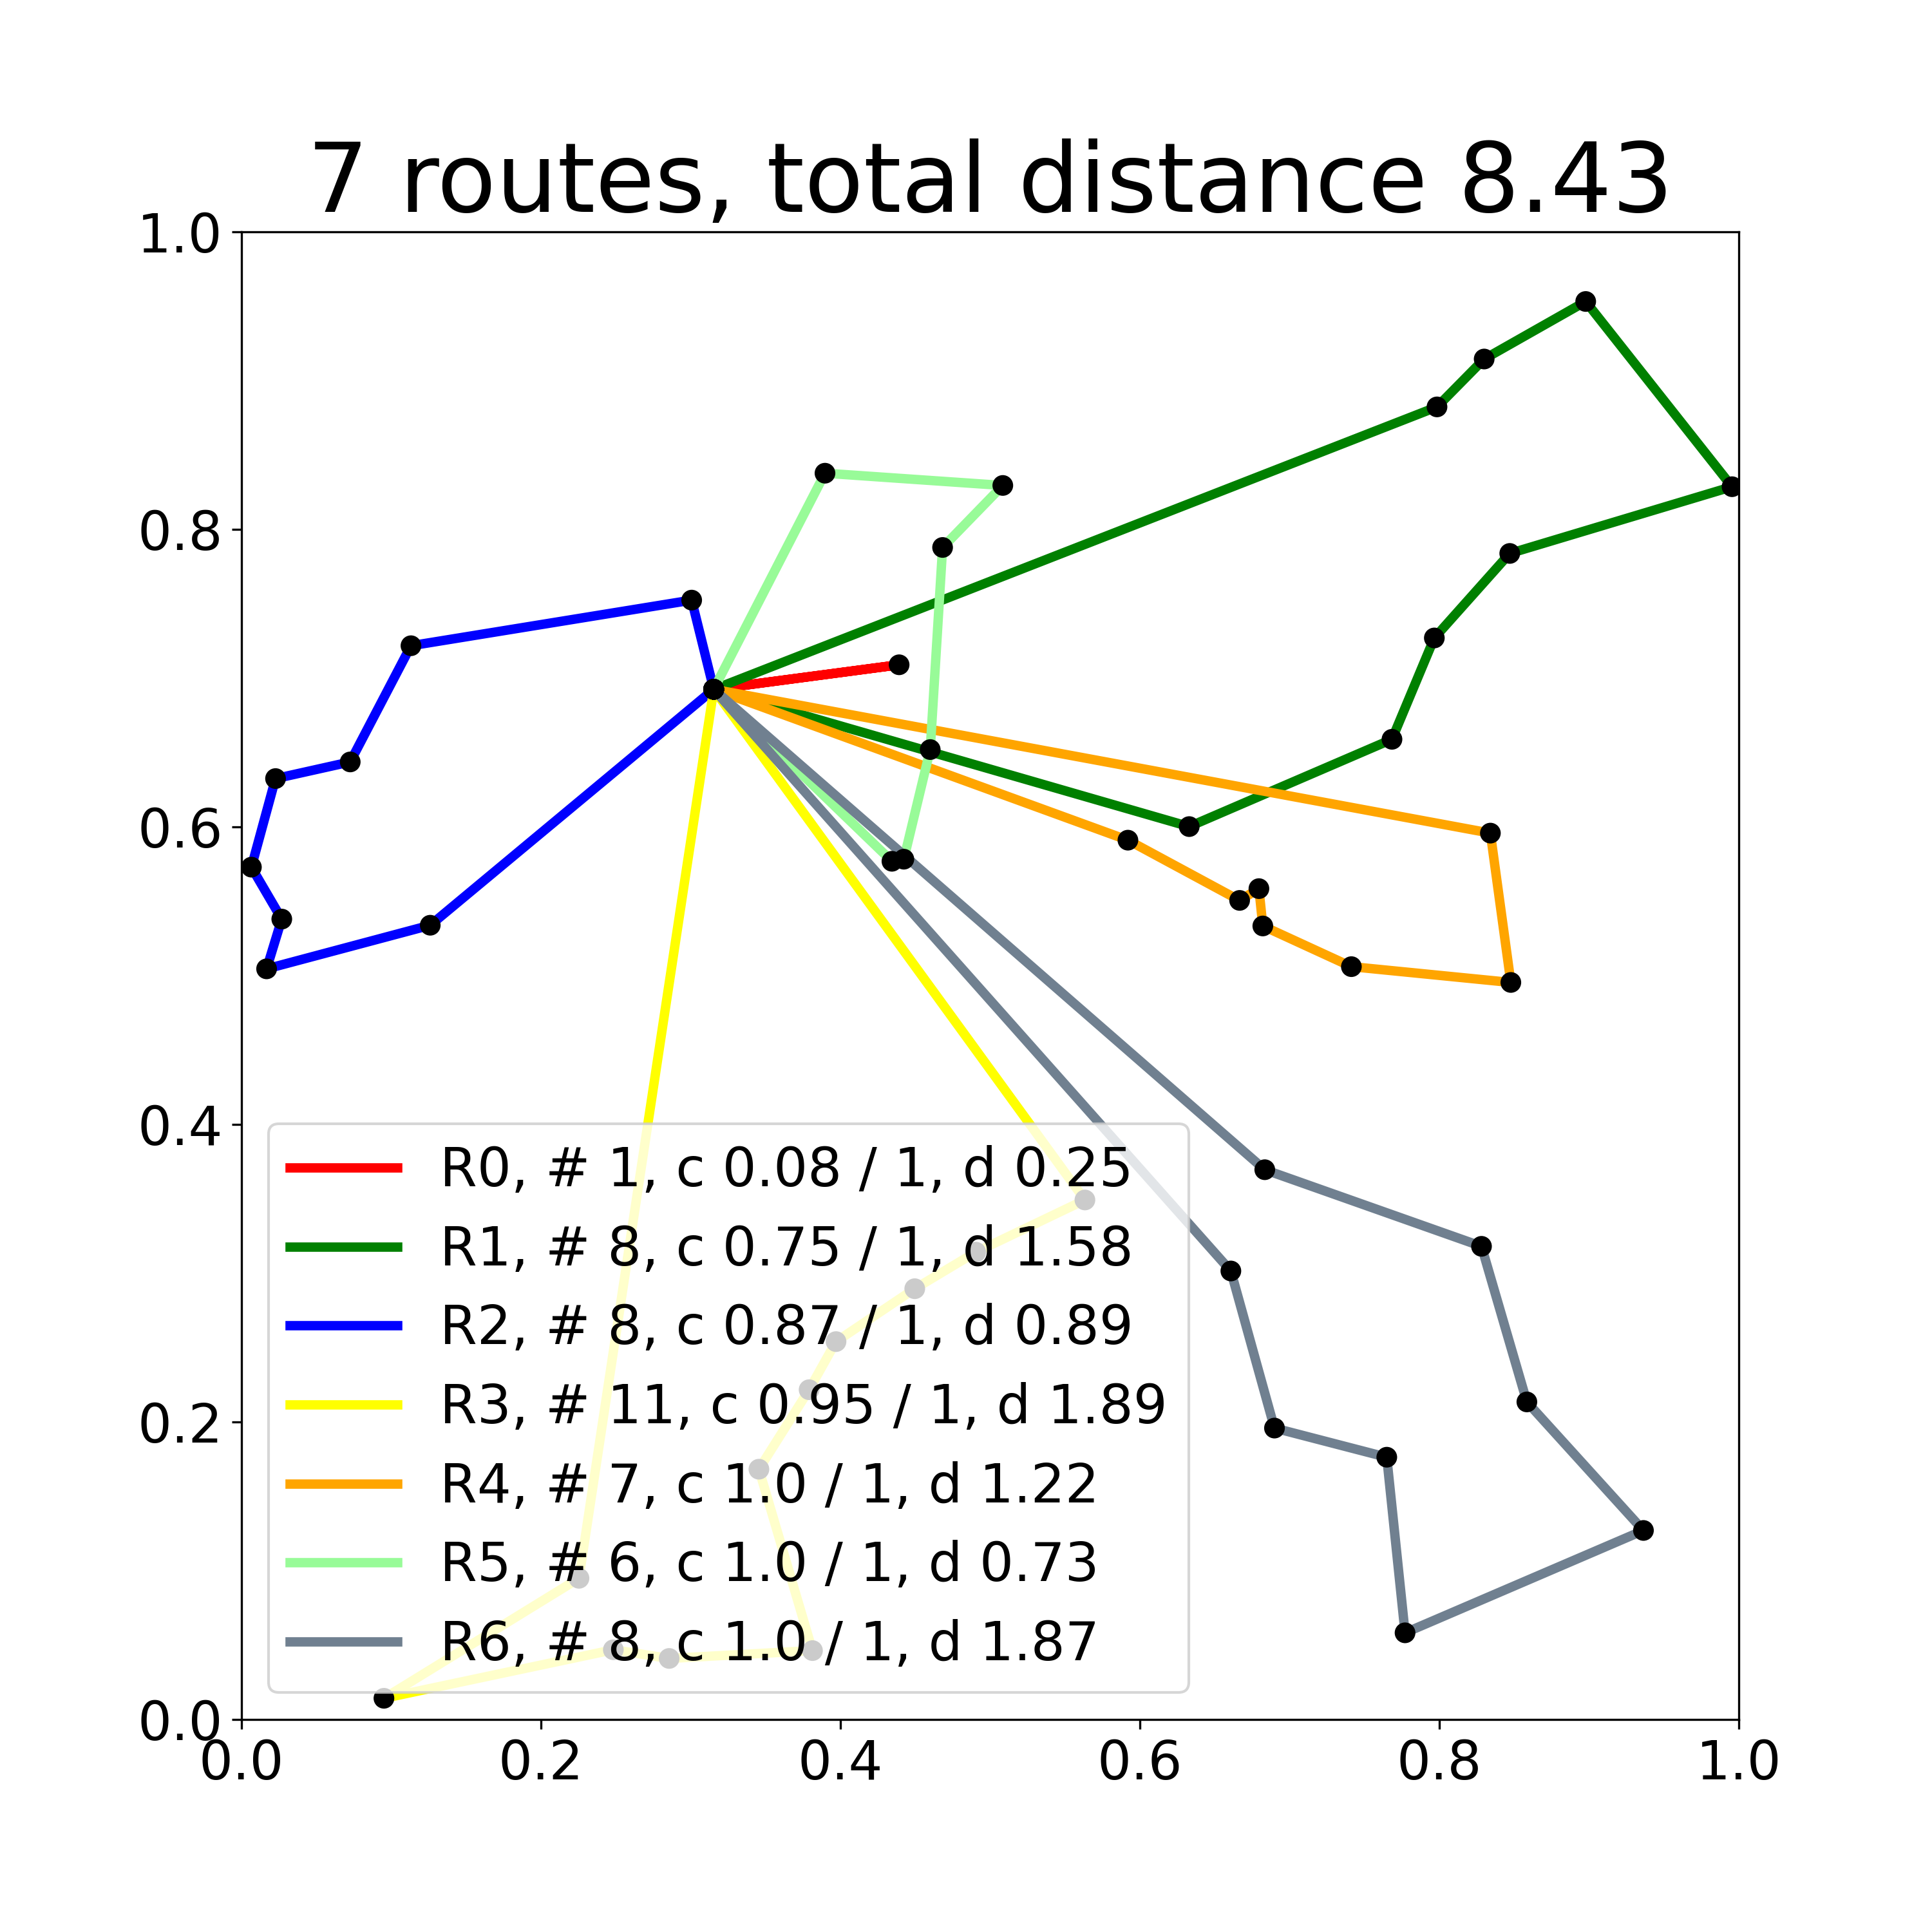 7 routes, total distance 8.43
1.0
0.8
0.6
0.4
0.2
0.0
R0, # 1, c 0.08 / 1, d 0.25
R1, # 8, c 0.75 / 1, d 1.58
R2, # 8, c 0.87 / 1, d 0.89
R3, # 11, c 0.95 / 1, d 1.89
R4, # 7, c 1.0 / 1, d 1.22
R5, # 6, c 1.0 / 1, d 0.73
R6, # 8, c 1.0 / 1, d 1.87
0.0 0.2 0.4 0.6 0.8 1.0